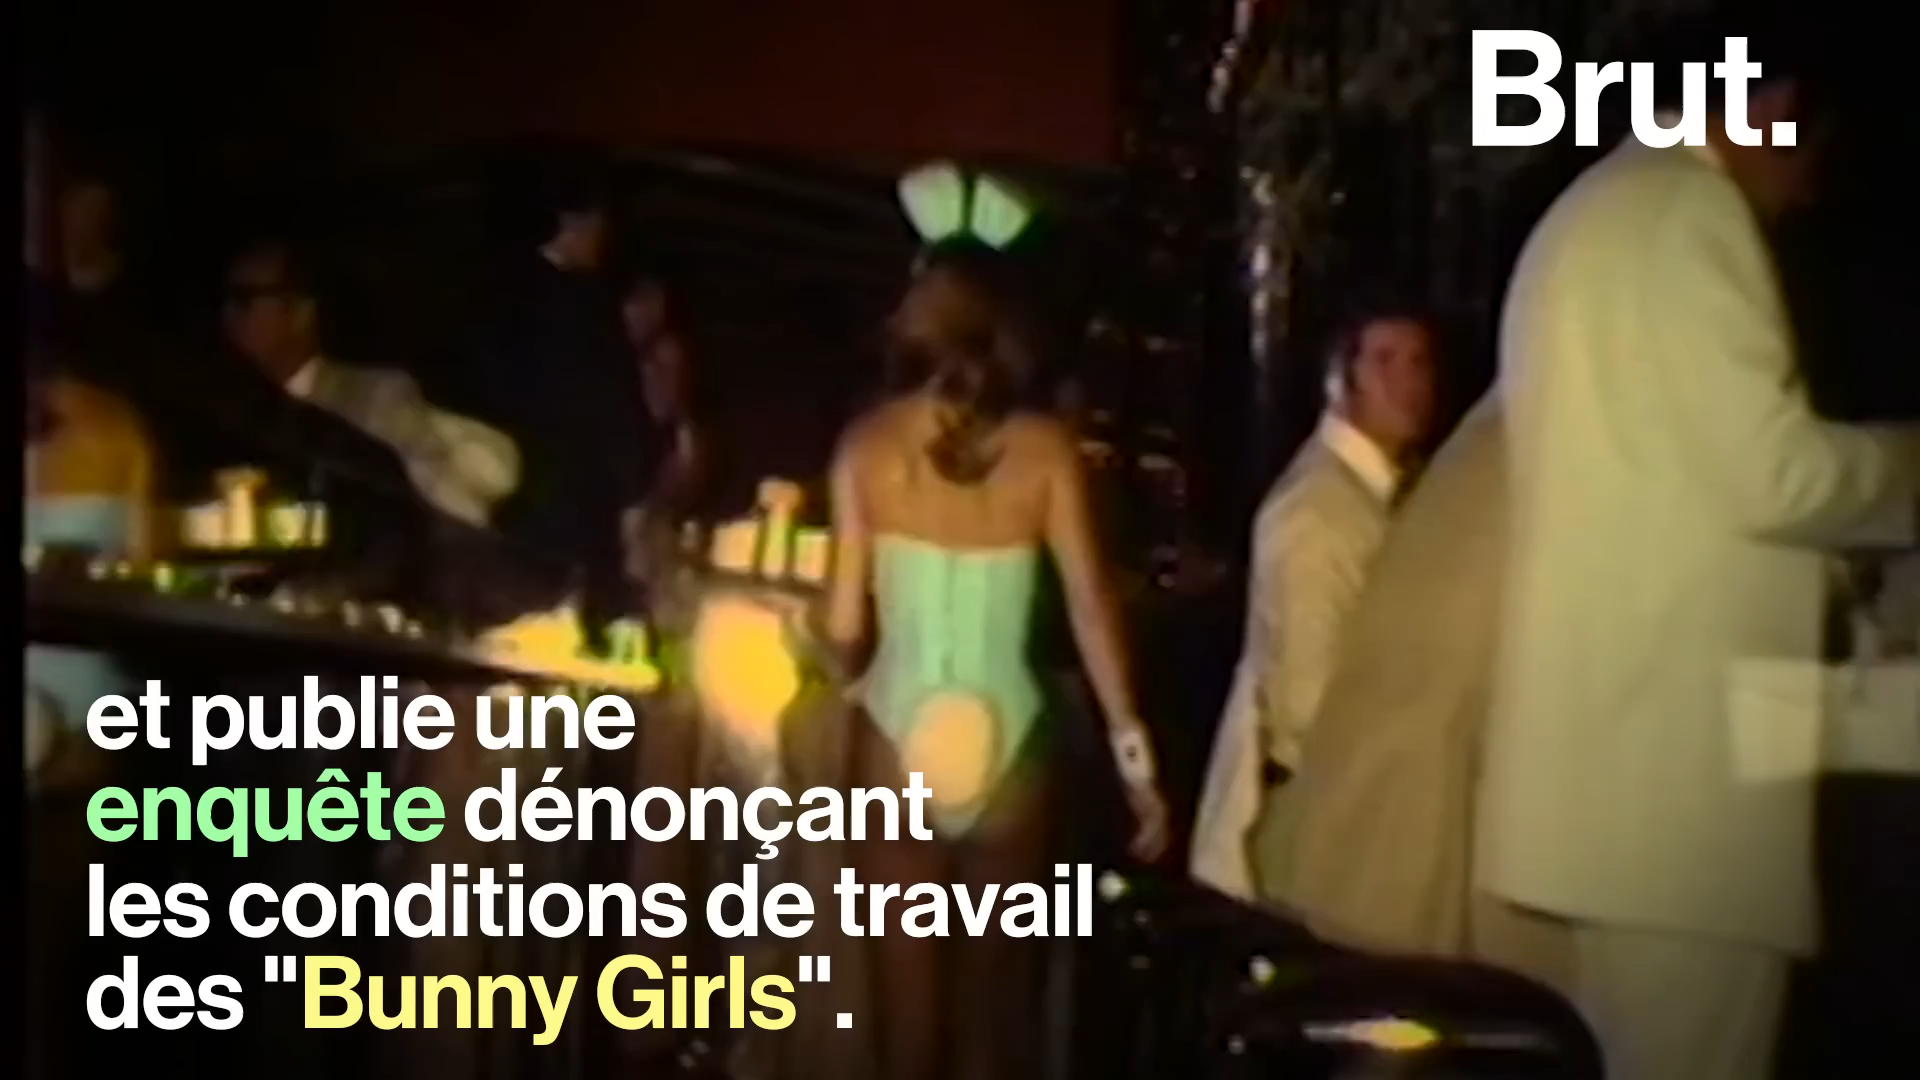 Brut.
et publie une
enquête dénonçant
les conditions de travail
des "Bunny Girls".